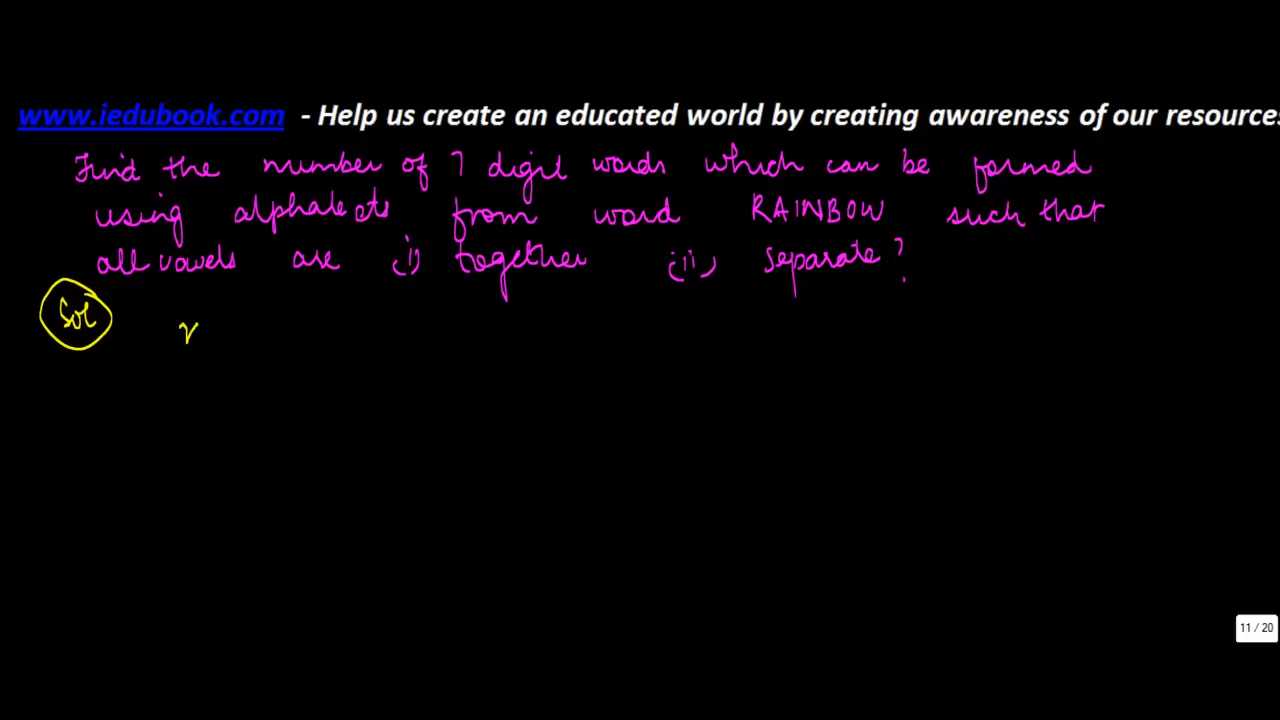 www.iedubook.com - Help us create an educated world by creating awareness of our resources
Find the number of 7 digit words which can be formed
using alphabets from word RAINBOW such that
all vowels are (i) together (ii) separate?
Sol
11 / 20